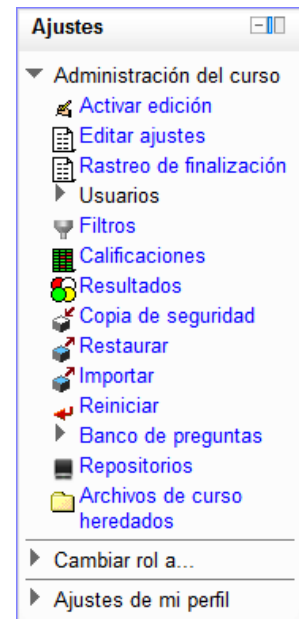 Ajustes
Administración del curso
Activar edición
Editar ajustes
Rastreo de finalización
Usuarios
Filtros
Calificaciones
Resultados
Copia de seguridad
Restaurar
Importar
Reiniciar
Banco de preguntas
Repositorios
Archivos de curso
heredados
Cambiar rol a...
Ajustes de mi perfil